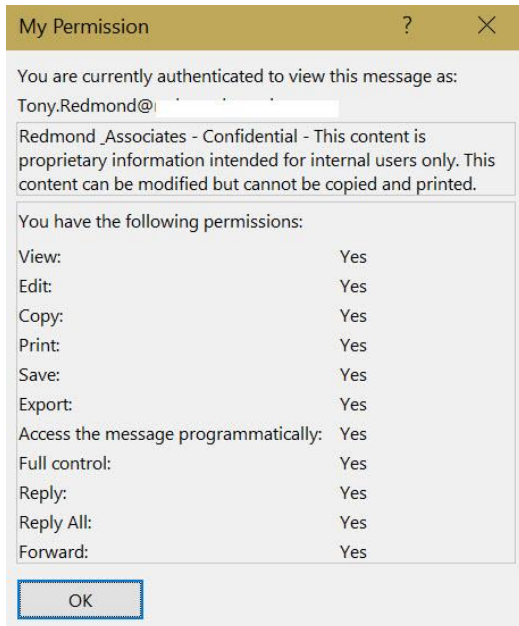 My Permission ?
You are currently authenticated to view this message as:
Tony.Redmond@
Redmond _Associates - Confidential - This content is
proprietary information intended for internal users only. This
content can be modified but cannot be copied and printed.
You have the following permissions:
View: Yes
Edit: Yes
Copy: Yes
Print: Yes
Save: Yes
Export: Yes
Access the message programmatically: Yes
Full control: Yes
Reply: Yes
Reply All: Yes
Forward: Yes
OK